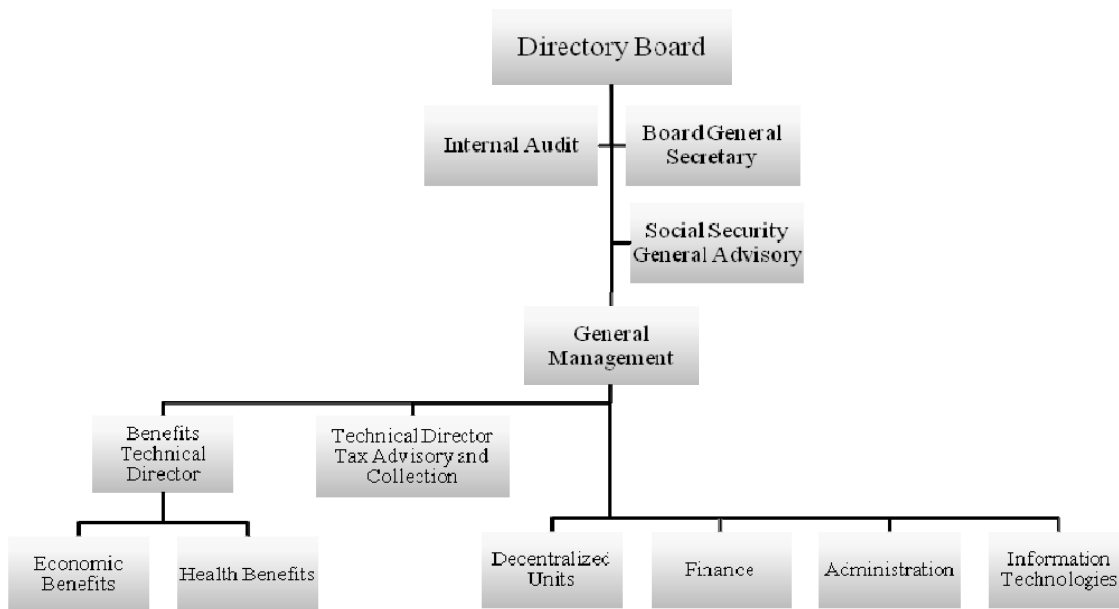 Directory Board
Internal Audit
Board General
Secretary
Social Security
General Advisory
General
Management
Benefits
Technical
Director
Technical Director
Tax Advisory and
Collection
Economic
Benefits
Health Benefits
Decentralized
Units
Finance
Administration
Information
Technologies